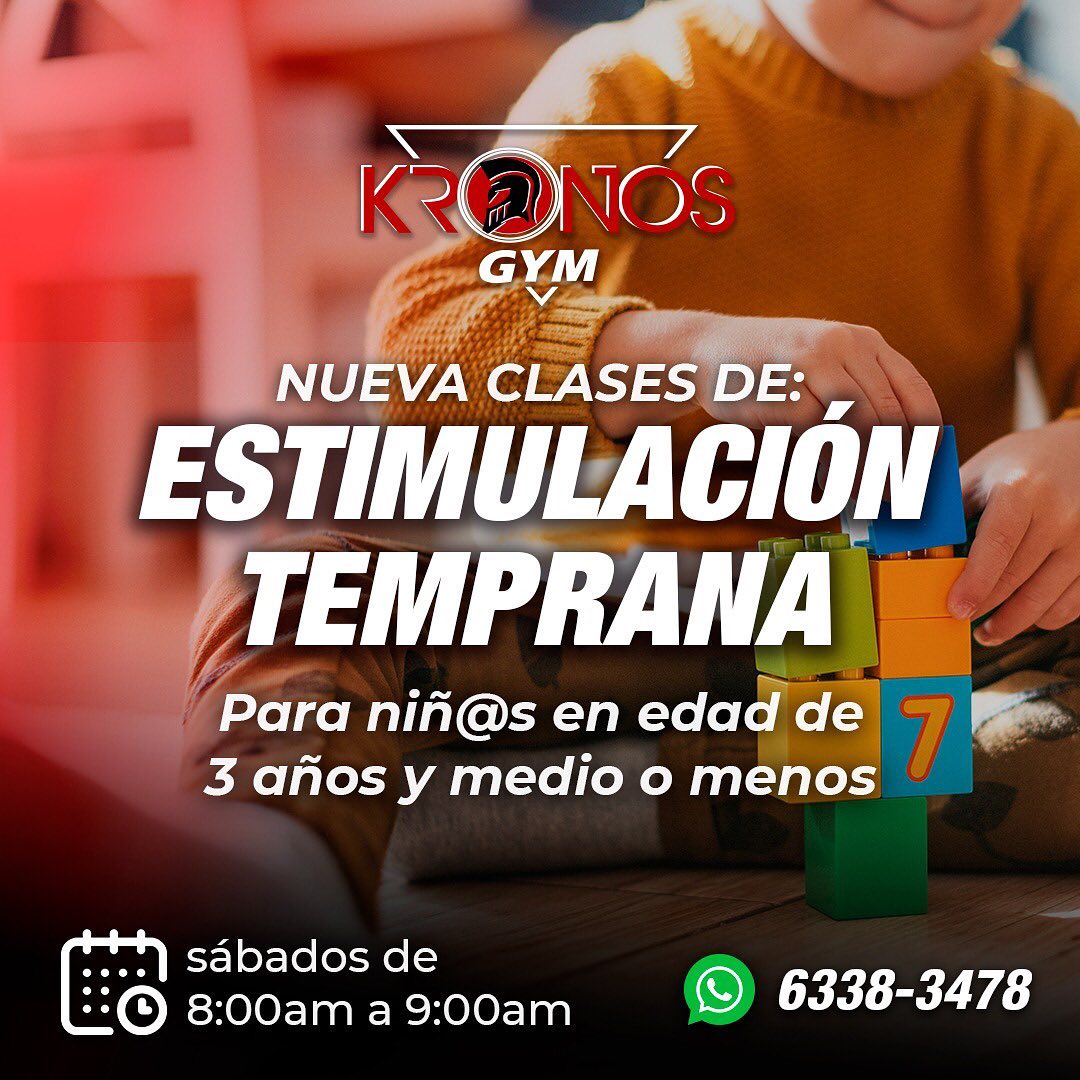 KRONOS
GYM
NUEVA CLASES DE:
ESTIMULACIÓN
TEMPRANA
Para niñ@s en edad de
3 años y medio o menos
7
sábados de
8:00am a 9:00am
6338-3478